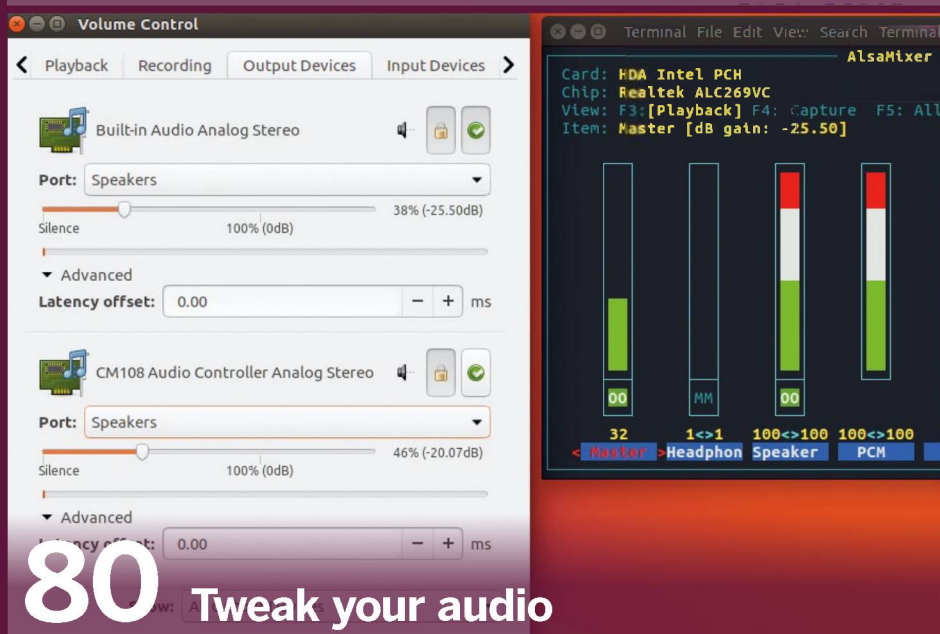 Volume Control
Playback Recording Output Devices Input Devices
Built-in Audio Analog Stereo
Port: Speakers
38% (-25.50dB)
Silence 100% (0dB)
Advanced
Latency offset: 0.00 ms
CM108 Audio Controller Analog Stereo
Port: Speakers
46% (-20.07dB)
Silence 100% (0dB)
Advanced
Latency offset: 0.00 ms
80 Tweak your audio
Terminal File Edit View Search Terminal
AlsaMixer
Card: HDA Intel PCH
Chip: Realtek ALC269VC
View: F3:[Playback] F4: Capture F5: All
Item: Master [dB gain: -25.50]
OO MM OO
32 1<>1 100<>100 100<>100
< Master >Headphon Speaker PCM